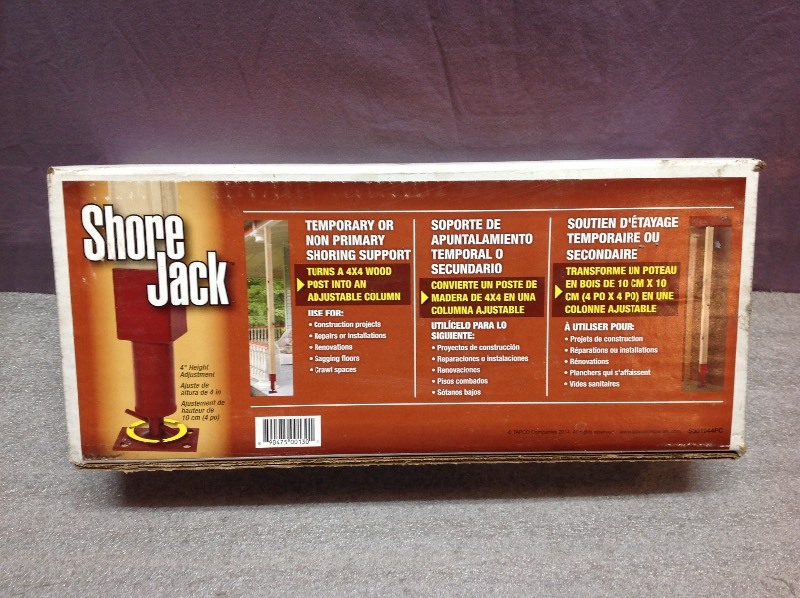 Shore
Jack™
4" Height
Adjustment
Ajuste de
altura de 4 in
Ajustement de
hauteur de
10 cm (4 po)
TEMPORARY OR
NON PRIMARY
SHORING SUPPORT
TURNS A 4X4 WOOD
POST INTO AN
ADJUSTABLE COLUMN
USE FOR:
• Construction projects
• Repairs or installations
• Renovations
• Sagging floors
• Crawl spaces
SOPORTE DE
APUNTALAMIENTO
TEMPORAL O
SECUNDARIO
CONVIERTE UN POSTE DE
MADERA DE 4X4 EN UNA
COLUMNA AJUSTABLE
UTILÍCELO PARA LO
SIGUIENTE:
• Proyectos de construcción
• Reparaciones o instalaciones
• Renovaciones
• Pisos combados
• Sótanos bajos
SOUTIEN D'ÉTAYAGE
TEMPORAIRE OU
SECONDAIRE
TRANSFORME UN POTEAU
EN BOIS DE 10 CM X 10
CM (4 PO X 4 PO) EN UNE
COLONNE AJUSTABLE
À UTILISER POUR:
• Projets de construction
• Réparations ou installations
• Rénovations
• Planchers qui s'affaissent
• Vides sanitaires
90475 00130